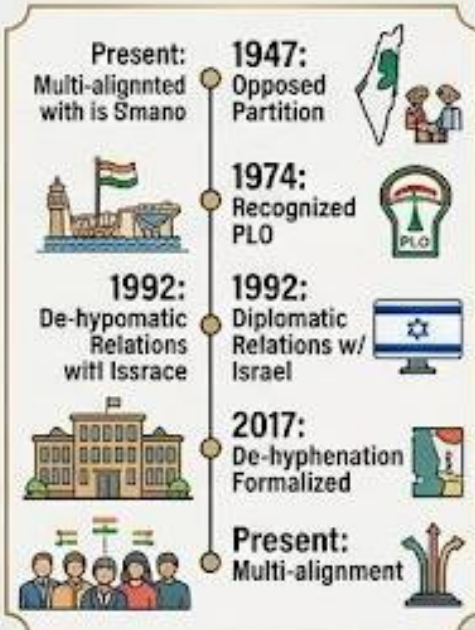 Present:
Multi-alignnted
with is Smano
1947:
Opposed
Partition
1974:
Recognized
PLO
PLO
1992:
De-hypomatic
Relations
witl Issrace
1992:
Diplomatic
Relations w/
Israel
2017:
De-hyphenation
Formalized
Present:
Multi-alignment